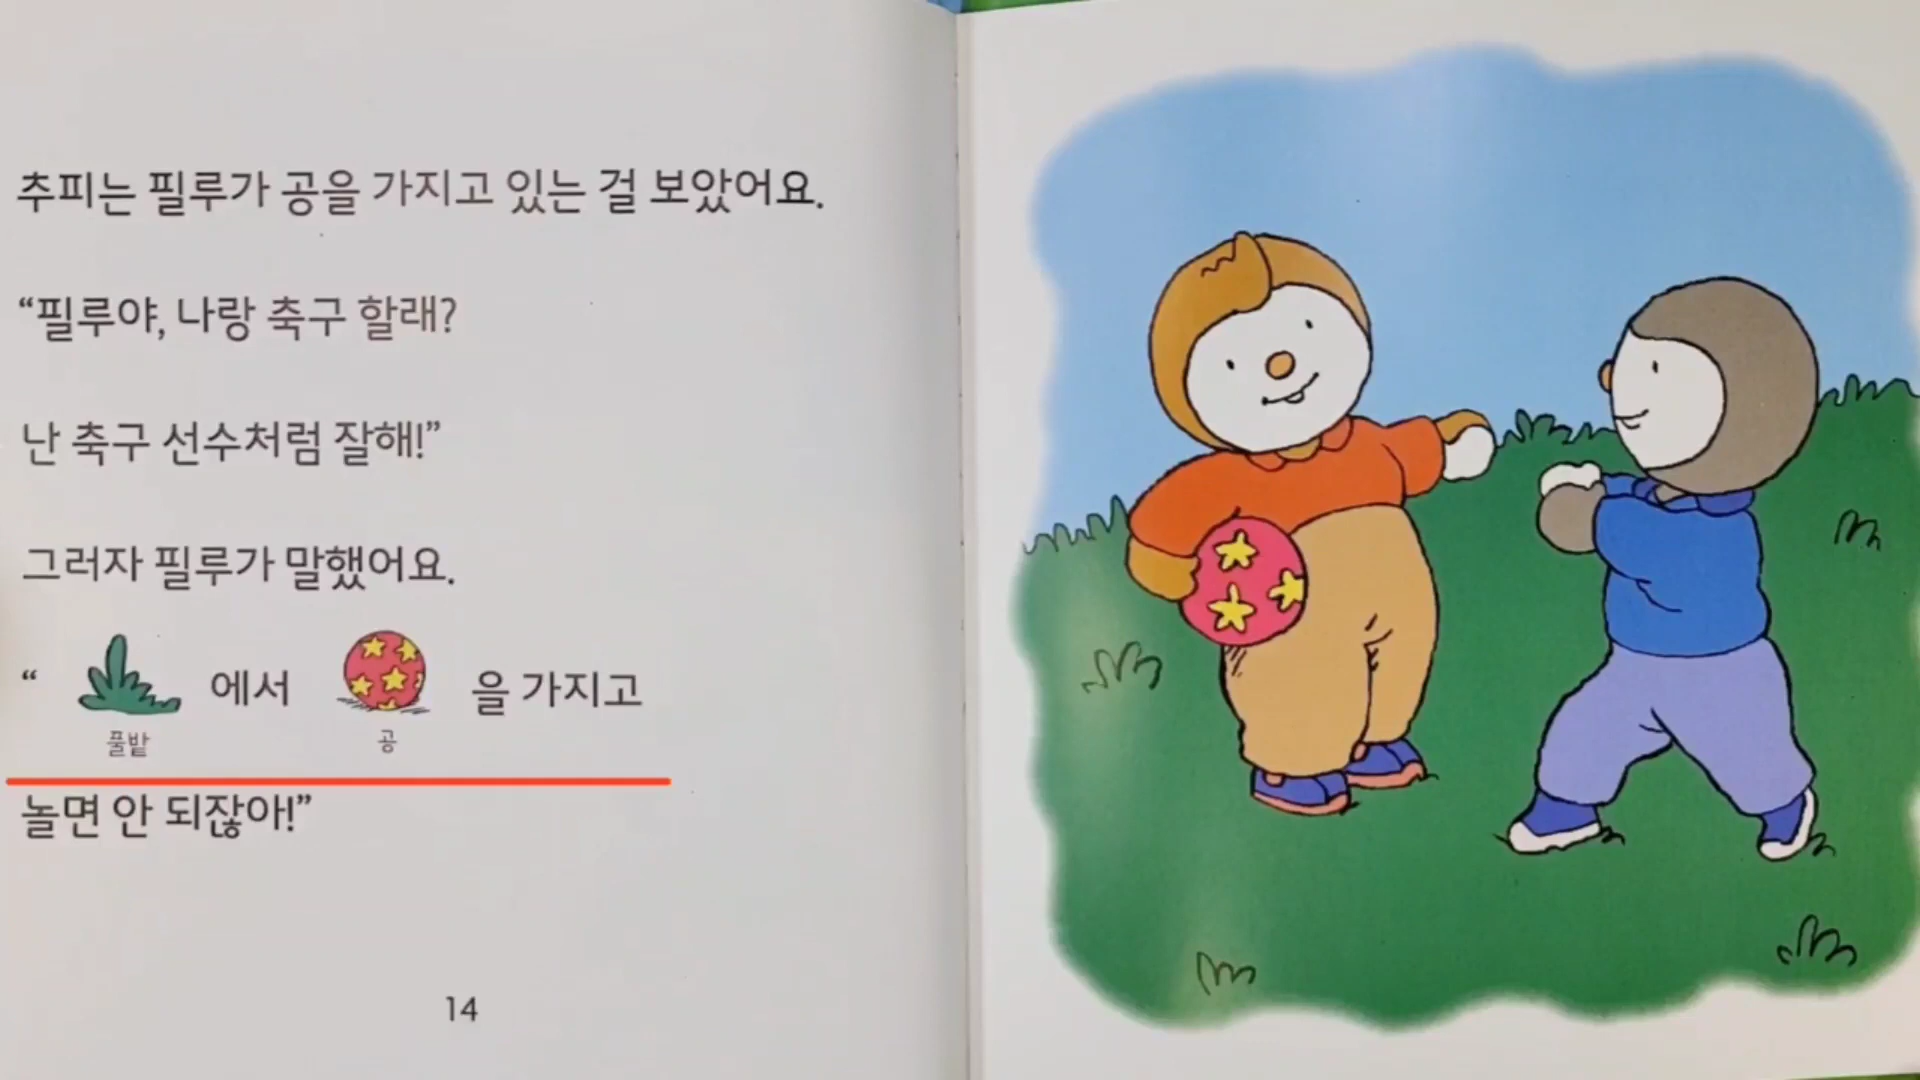 추피는 필루가 공을 가지고 있는 걸 보았어요.
“필루야, 나랑 축구 할래?
난 축구 선수처럼 잘해!”
그러자 필루가 말했어요.
“ 에서 을 가지고
풀밭 공
놀면 안 되잖아!”
14